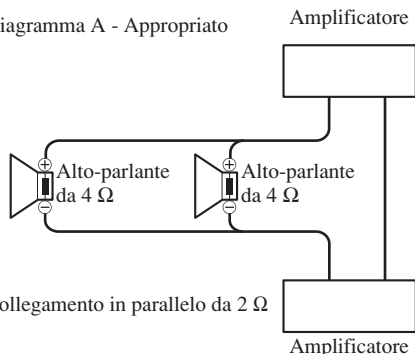 iagramma A - Appropriato
Amplificatore
⊕
⊕
Alto-parlante
da 4 Ω
Alto-parlante
da 4 Ω
⊖
⊖
ollegamento in parallelo da 2 Ω
Amplificatore